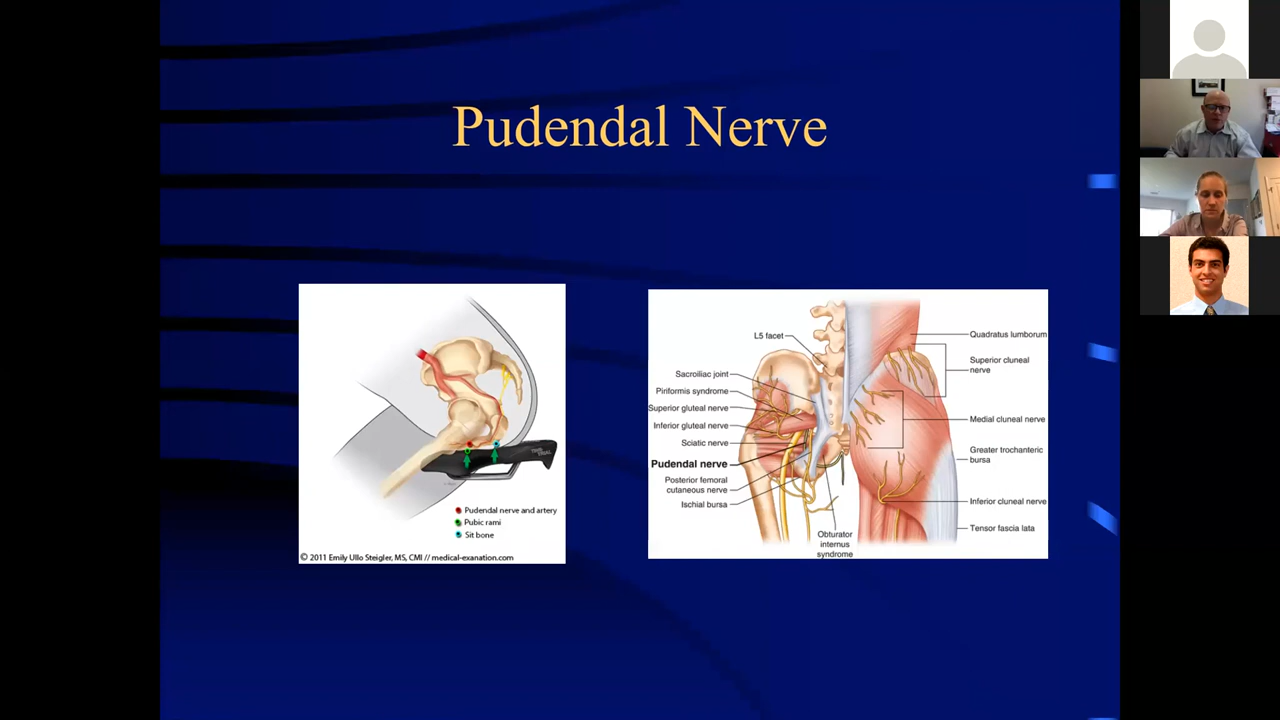 Pudendal Nerve
Pudendal nerve and artery
Pubic rami
Sit bone
© 2011 Emily Ullo Steigler, MS, CMI // medical-exanation.com
L5 facet
Sacroiliac joint
Piriformis syndrome
Superior gluteal nerve
Inferior gluteal nerve
Sciatic nerve
Pudendal nerve
Posterior femoral
cutaneous nerve
Ischial bursa
Obturator
internus
syndrome
Quadratus lumborum
Superior cluneal
nerve
Medial cluneal nerve
Greater trochanteric
bursa
Inferior cluneal nerve
Tensor fascia lata